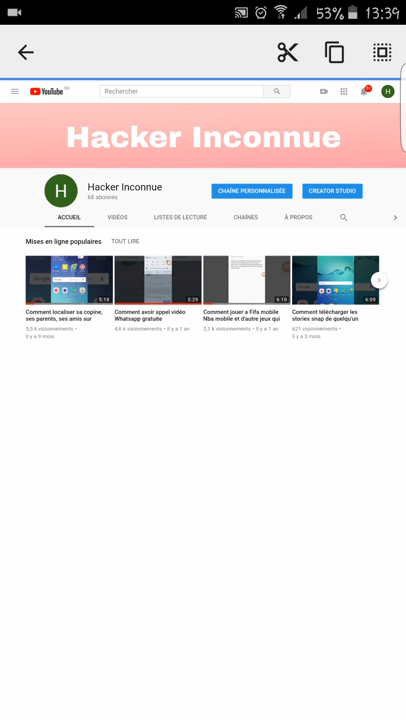 53% 13:39
YouTube SN
Rechercher
9+
H
Hacker Inconnue
H
Hacker Inconnue
68 abonnés
CHAÎNE PERSONNALISÉE
CREATOR STUDIO
ACCUEIL VIDÉOS LISTES DE LECTURE CHAÎNES À PROPOS
Mises en ligne populaires TOUT LIRE
5:18
5:29
6:10
6:09
Comment localiser sa copine,
ses parents, ses amis sur
5,5 k visionnements •
Il y a 9 mois
Comment avoir appel vidéo
Whatsapp gratuite
4,6 k visionnements • Il y a 1 an
Comment jouer a Fifa mobile
Nba mobile et d'autre jeux qui
2,1 k visionnements • Il y a 1 an
Comment télécharger les
stories snap de quelqu'un
621 visionnements •
Il y a 3 mois